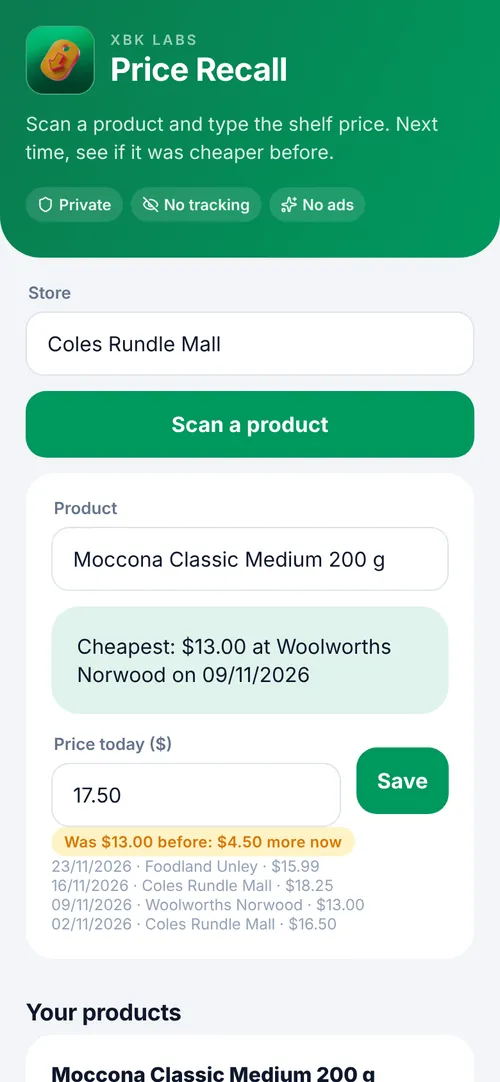 XBK LABS
Price Recall
Scan a product and type the shelf price. Next
time, see if it was cheaper before.
Private
No tracking
No ads
Store
Coles Rundle Mall
Scan a product
Product
Moccona Classic Medium 200 g
Cheapest: $13.00 at Woolworths
Norwood on 09/11/2026
Price today ($)
17.50
Save
Was $13.00 before: $4.50 more now
23/11/2026 · Foodland Unley · $15.99
16/11/2026 · Coles Rundle Mall · $18.25
09/11/2026 · Woolworths Norwood · $13.00
02/11/2026 · Coles Rundle Mall · $16.50
Your products
Moccona Classic Medium 200 g